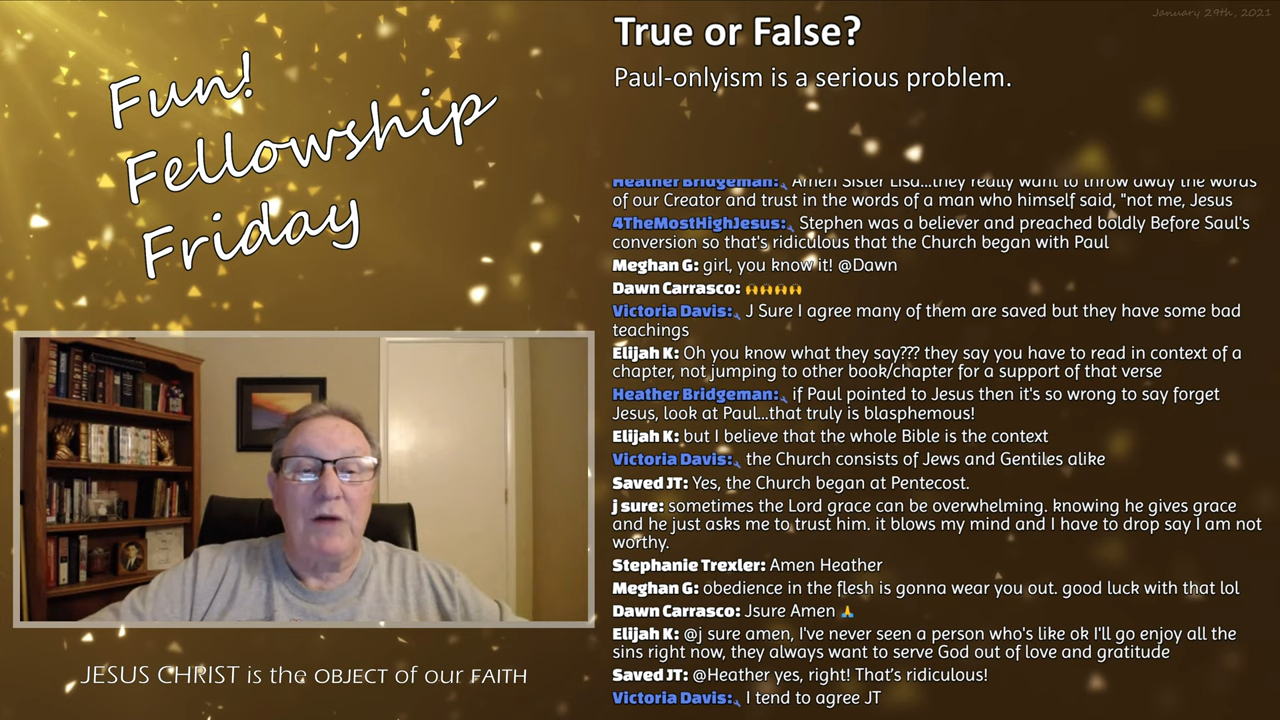 January 29th, 2021
Fun!
Fellowship
Friday
JESUS CHRIST is the OBJECT of our FAITH
True or False?
Paul-onlyism is a serious problem.
Heather Bridgeman: Amen Sister Lisa...they really want to throw away the words
of our Creator and trust in the words of a man who himself said, "not me, Jesus
4TheMostHighJesus: Stephen was a believer and preached boldly Before Saul's
conversion so that's ridiculous that the Church began with Paul
Meghan G: girl, you know it! @Dawn
Dawn Carrasco: 🙌🙌🙌🙌
Victoria Davis: J Sure I agree many of them are saved but they have some bad
teachings
Elijah K: Oh you know what they say??? they say you have to read in context of a
chapter, not jumping to other book/chapter for a support of that verse
Heather Bridgeman: if Paul pointed to Jesus then it's so wrong to say forget
Jesus, look at Paul...that truly is blasphemous!
Elijah K: but I believe that the whole Bible is the context
Victoria Davis: the Church consists of Jews and Gentiles alike
Saved JT: Yes, the Church began at Pentecost.
j sure: sometimes the Lord grace can be overwhelming. knowing he gives grace
and he just asks me to trust him. it blows my mind and I have to drop say I am not
worthy.
Stephanie Trexler: Amen Heather
Meghan G: obedience in the flesh is gonna wear you out. good luck with that lol
Dawn Carrasco: Jsure Amen 🙏
Elijah K: @j sure amen, I've never seen a person who's like ok I'll go enjoy all the
sins right now, they always want to serve God out of love and gratitude
Saved JT: @Heather yes, right! That's ridiculous!
Victoria Davis: I tend to agree JT